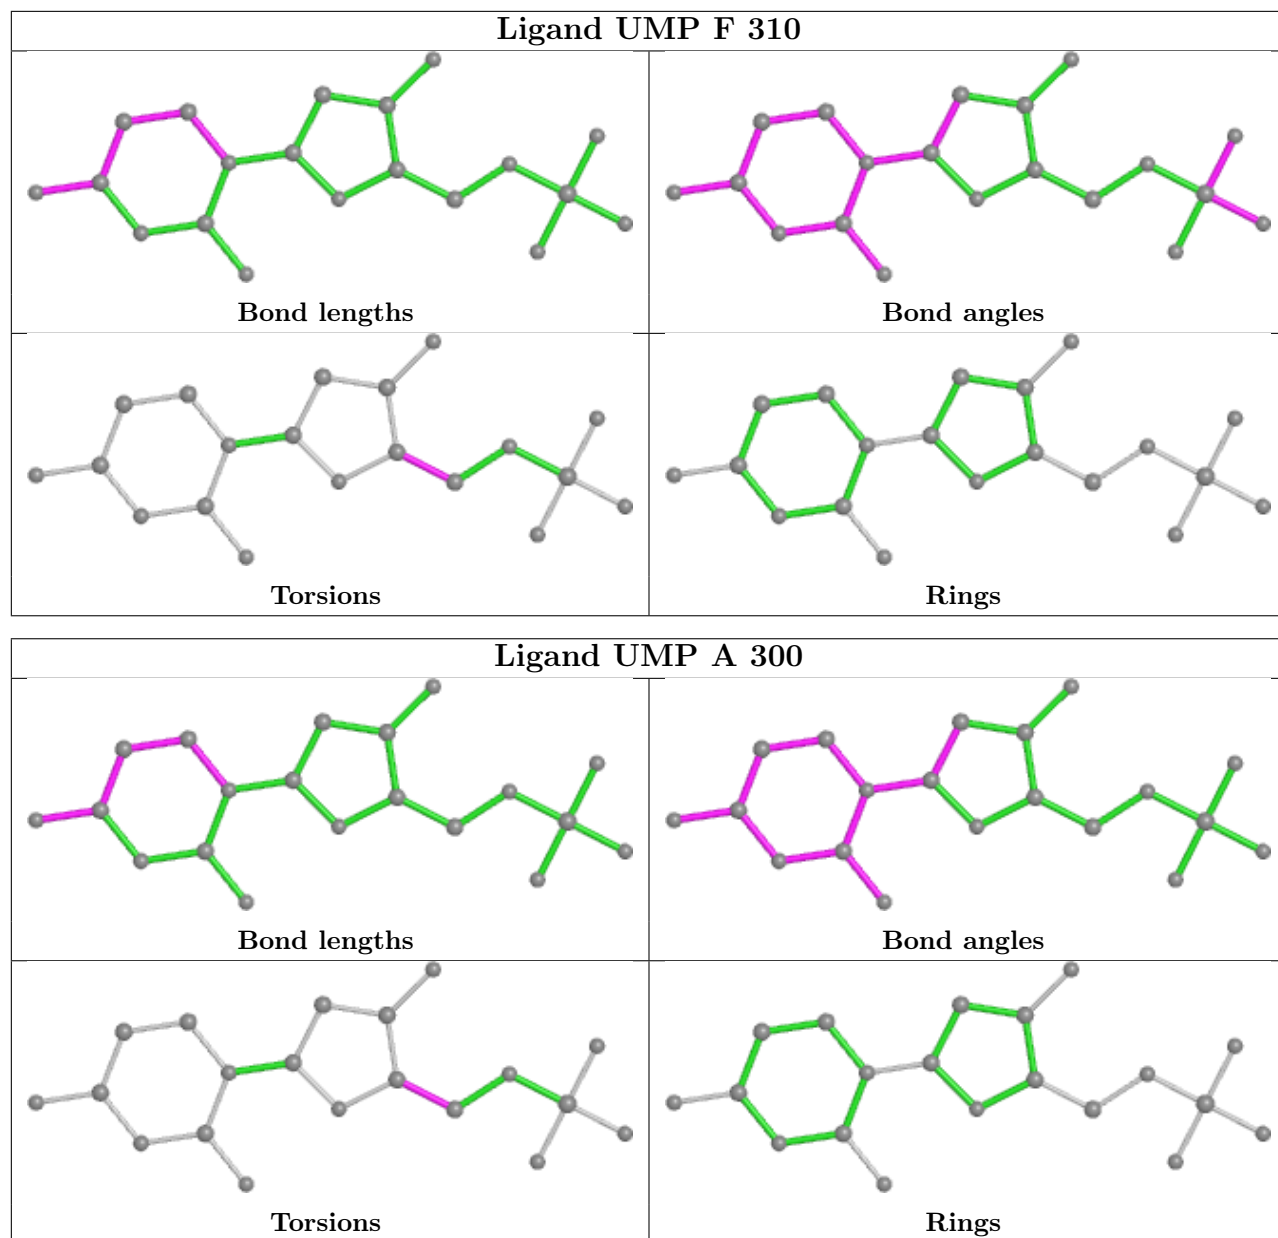 Ligand UMP F 310
Bond lengths
Bond angles
Torsions
Rings
Ligand UMP A 300
Bond lengths
Bond angles
Torsions
Rings